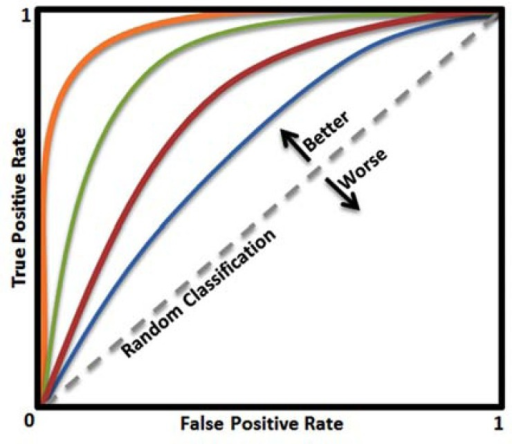 1
True Positive Rate
Better
Worse
Random Classification
0
False Positive Rate
1